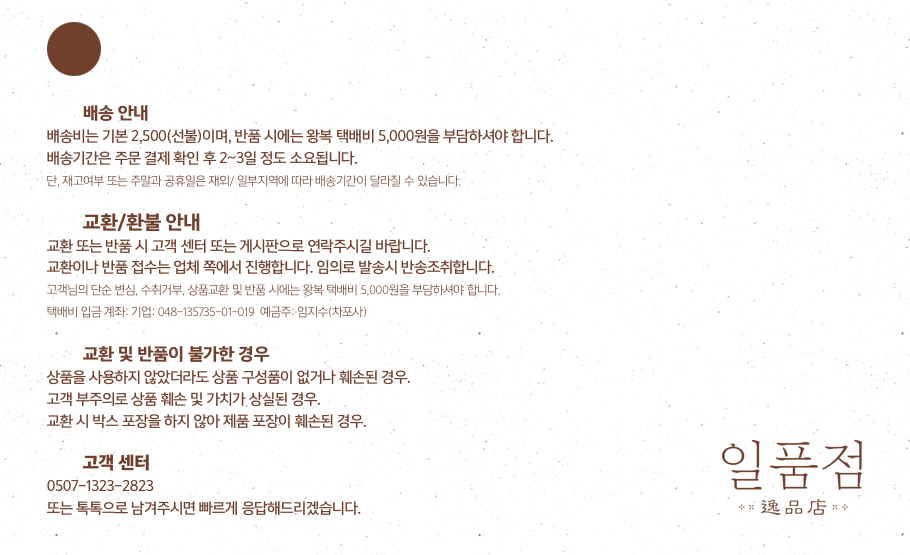 배송 안내
배송비는 기본 2,500(선불)이며, 반품 시에는 왕복 택배비 5,000원을 부담하셔야 합니다.
배송기간은 주문 결제 확인 후 2~3일 정도 소요됩니다.
단, 재고여부 또는 주말과 공휴일은 재외/ 일부지역에 따라 배송기간이 달라질 수 있습니다.
교환/환불 안내
교환 또는 반품 시 고객 센터 또는 게시판으로 연락주시길 바랍니다.
교환이나 반품 접수는 업체 쪽에서 진행합니다. 임의로 발송시 반송조취합니다.
고객님의 단순 변심, 수취거부, 상품교환 및 반품 시에는 왕복 택배비 5,000원을 부담하셔야 합니다.
택배비 입금 계좌: 기업: 048-135735-01-019 예금주: 임지수(차포사)
교환 및 반품이 불가한 경우
상품을 사용하지 않았더라도 상품 구성품이 없거나 훼손된 경우.
고객 부주의로 상품 훼손 및 가치가 상실된 경우.
교환 시 박스 포장을 하지 않아 제품 포장이 훼손된 경우.
고객 센터
0507-1323-2823
또는 톡톡으로 남겨주시면 빠르게 응답해드리겠습니다.
일품점
逸品店